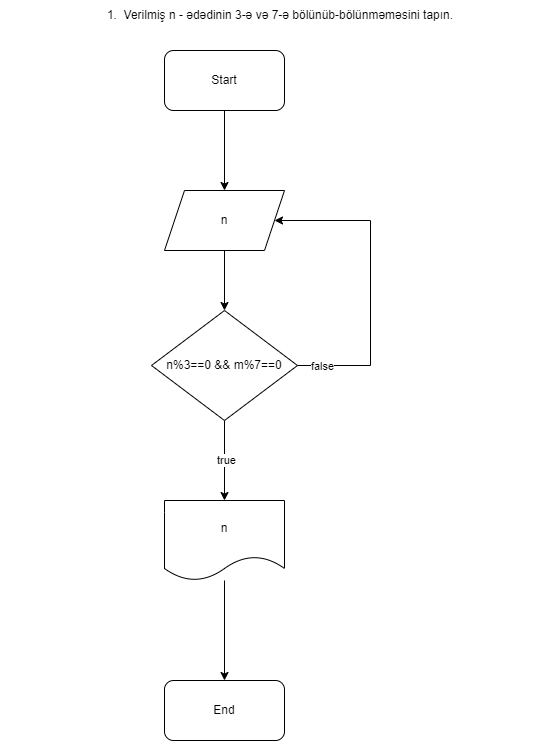 1. Verilmiş n - ədədinin 3-ə və 7-ə bölünüb-bölünməməsini tapın.
Start
n
n%3==0 && m%7==0
false
true
n
End